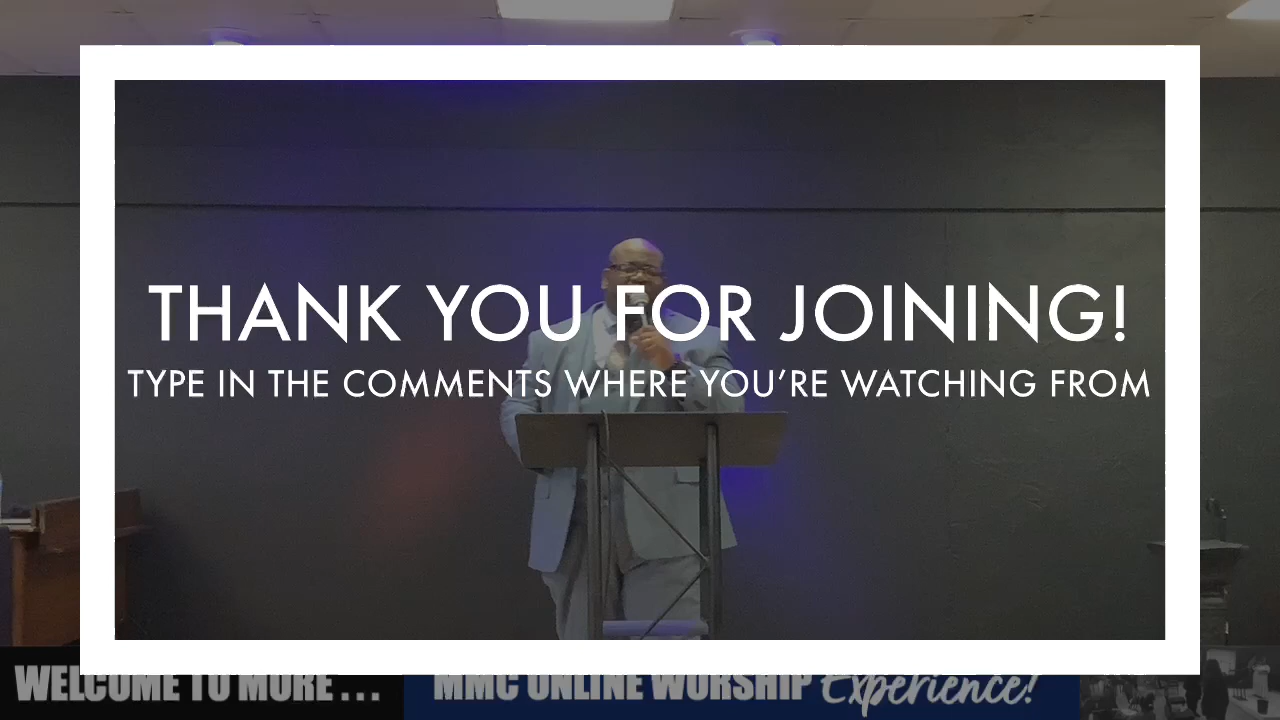 THANK YOU FOR JOINING!
TYPE IN THE COMMENTS WHERE YOU'RE WATCHING FROM
WELCOME TO MORE... MMC ONLINE WORSHIP Experience!